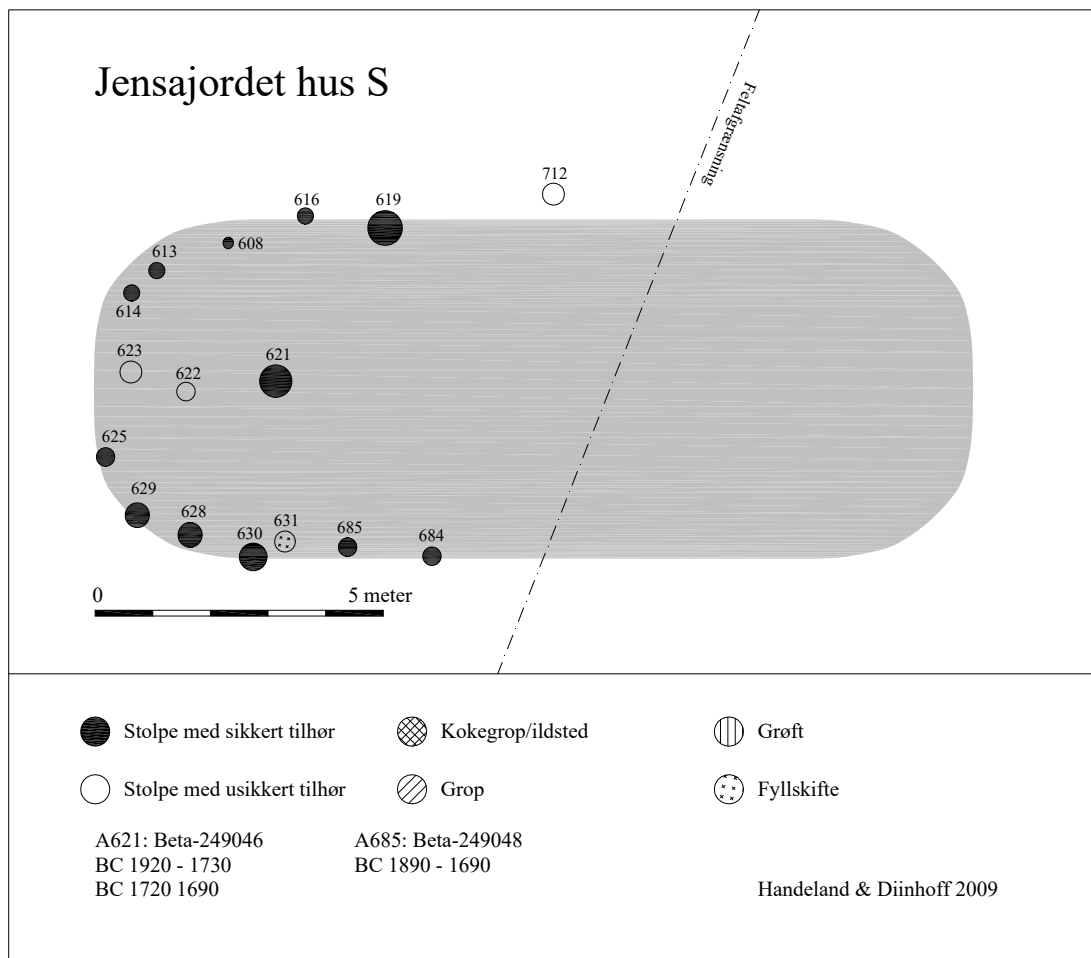 Jensajordet hus S
Feltafgrænsning
712
616
619
608
613
614
623
622
621
625
629
628
630
631
685
684
0 5 meter
Stolpe med sikkert tilhør
Kokegrop/ildsted
Grøft
Stolpe med usikkert tilhør
Grop
Fyllskifte
A621: Beta-249046
BC 1920 - 1730
BC 1720 1690
A685: Beta-249048
BC 1890 - 1690
Handeland & Diinhoff 2009